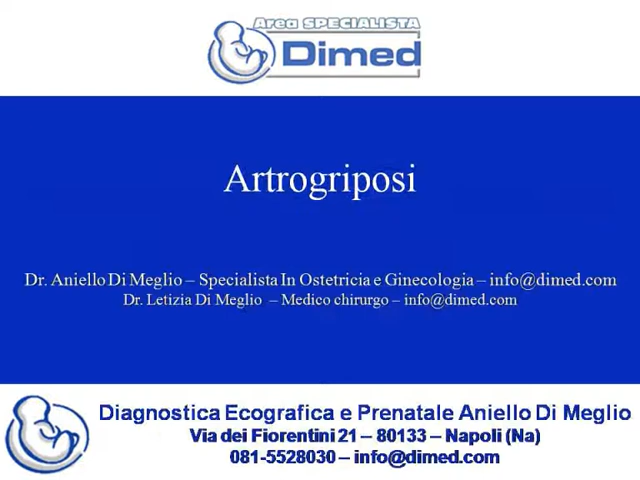 Area SPECIALISTA
Dimed
Artrogriposi
Dr. Aniello Di Meglio – Specialista In Ostetricia e Ginecologia – info@dimed.com
Dr. Letizia Di Meglio – Medico chirurgo – info@dimed.com
Diagnostica Ecografica e Prenatale Aniello Di Meglio
Via dei Fiorentini 21 – 80133 – Napoli (Na)
081-5528030 – info@dimed.com